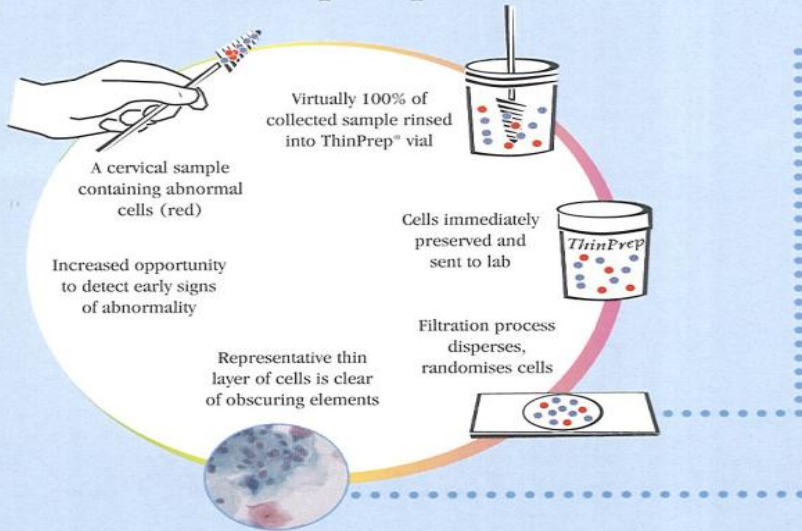 A cervical sample
containing abnormal
cells (red)
Virtually 100% of
collected sample rinsed
into ThinPrep® vial
Cells immediately
preserved and
sent to lab
ThinPrep
Filtration process
disperses,
randomises cells
Representative thin
layer of cells is clear
of obscuring elements
Increased opportunity
to detect early signs
of abnormality